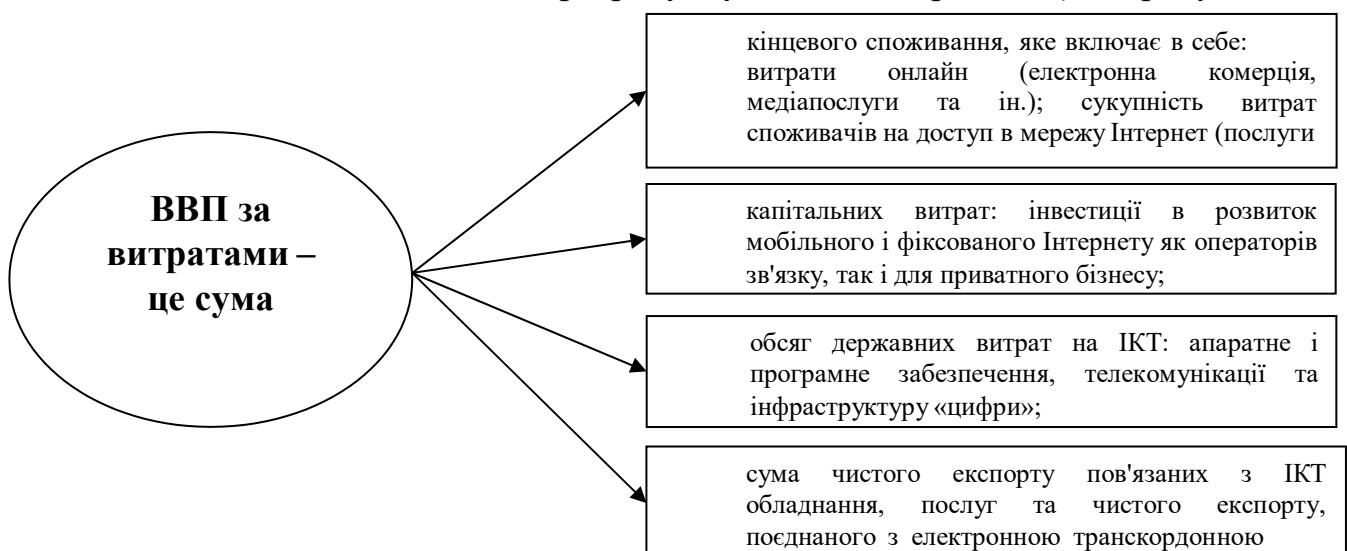 ВВП за
витратами –
це сума
кінцевого споживання, яке включає в себе:
витрати онлайн (електронна комерція,
медіапослуги та ін.); сукупність витрат
споживачів на доступ в мережу Інтернет (послуги
капітальних витрат: інвестиції в розвиток
мобільного і фіксованого Інтернету як операторів
зв'язку, так і для приватного бізнесу;
обсяг державних витрат на ІКТ: апаратне і
програмне забезпечення, телекомунікації та
інфраструктуру «цифри»;
сума чистого експорту пов'язаних з ІКТ
обладнання, послуг та чистого експорту,
поєднаного з електронною транскордонною